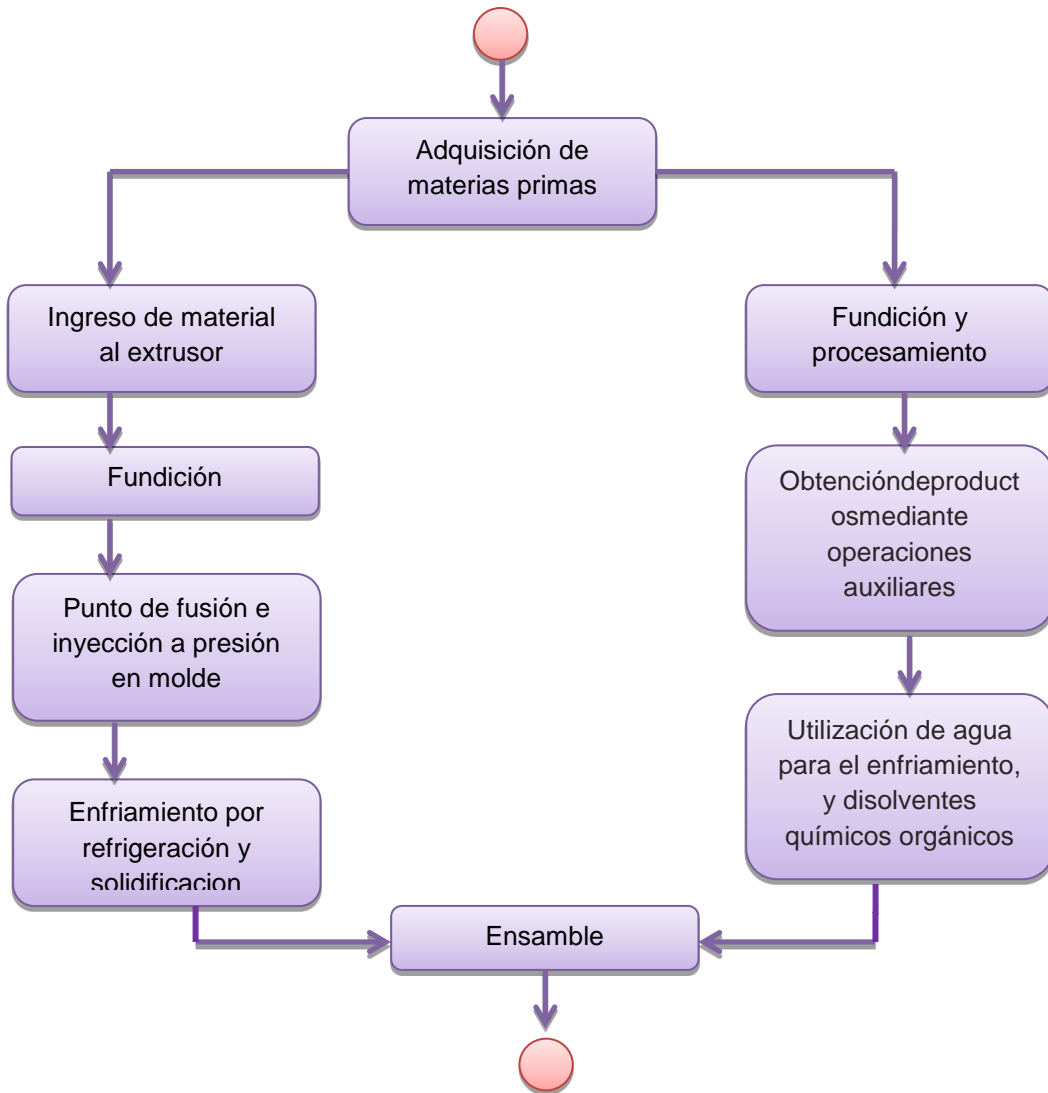 Adquisición de
materias primas
Ingreso de material
al extrusor
Fundición
Punto de fusión e
inyección a presión
en molde
Enfriamiento por
refrigeración y
solidificacion
Fundición y
procesamiento
Obtencióndeproduct
osmediante
operaciones
auxiliares
Utilización de agua
para el enfriamiento,
y disolventes
químicos orgánicos
Ensamble